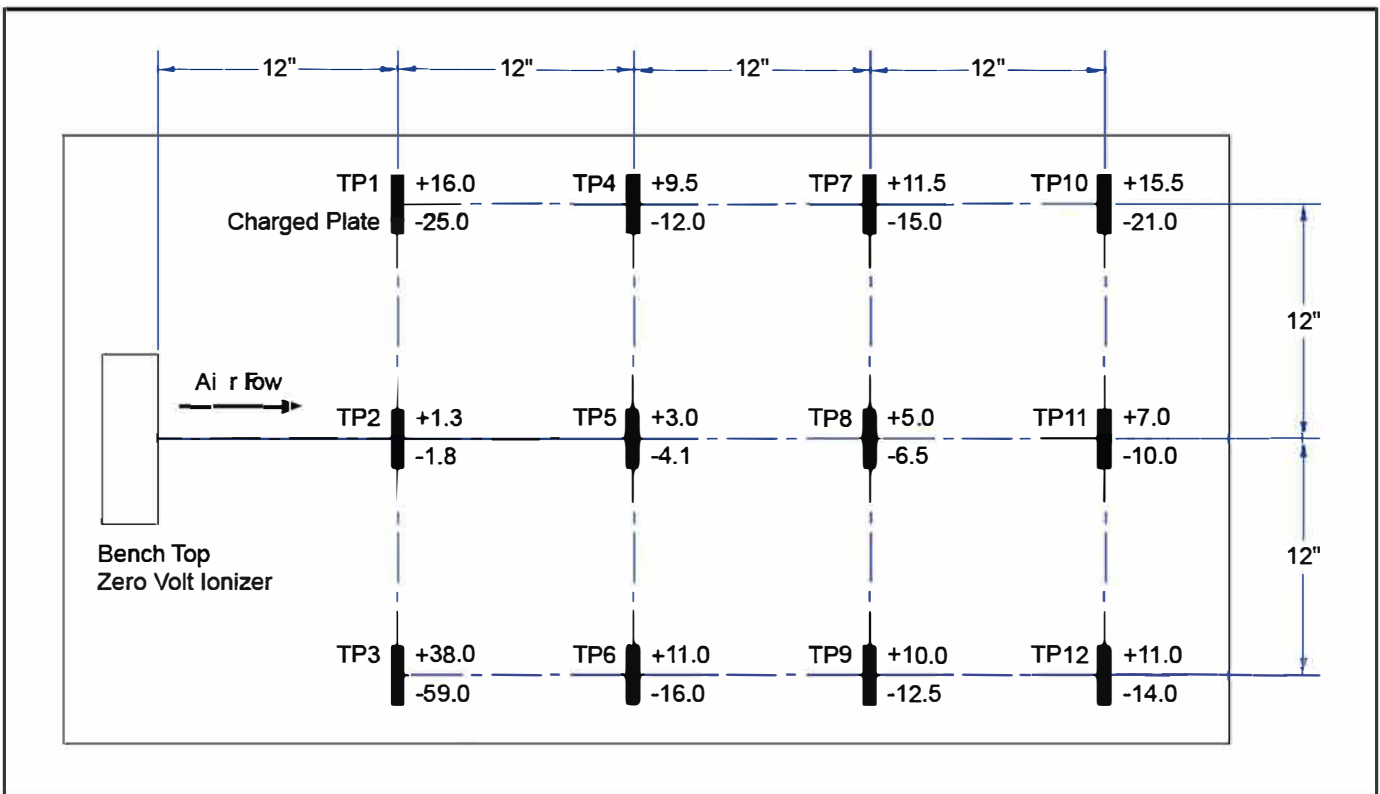 12" 12" 12" 12"
TP1 +16.0 TP4 +9.5 TP7 +11.5 TP10 +15.5
Charged Plate -25.0 -12.0 -15.0 -21.0
12"
Ai r Fow
TP2 +1.3 TP5 +3.0 TP8 +5.0 TP11 +7.0
-1.8 -4.1 -6.5 -10.0
Bench Top
Zero Volt Ionizer
12"
TP3 +38.0 TP6 +11.0 TP9 +10.0 TP12 +11.0
-59.0 -16.0 -12.5 -14.0